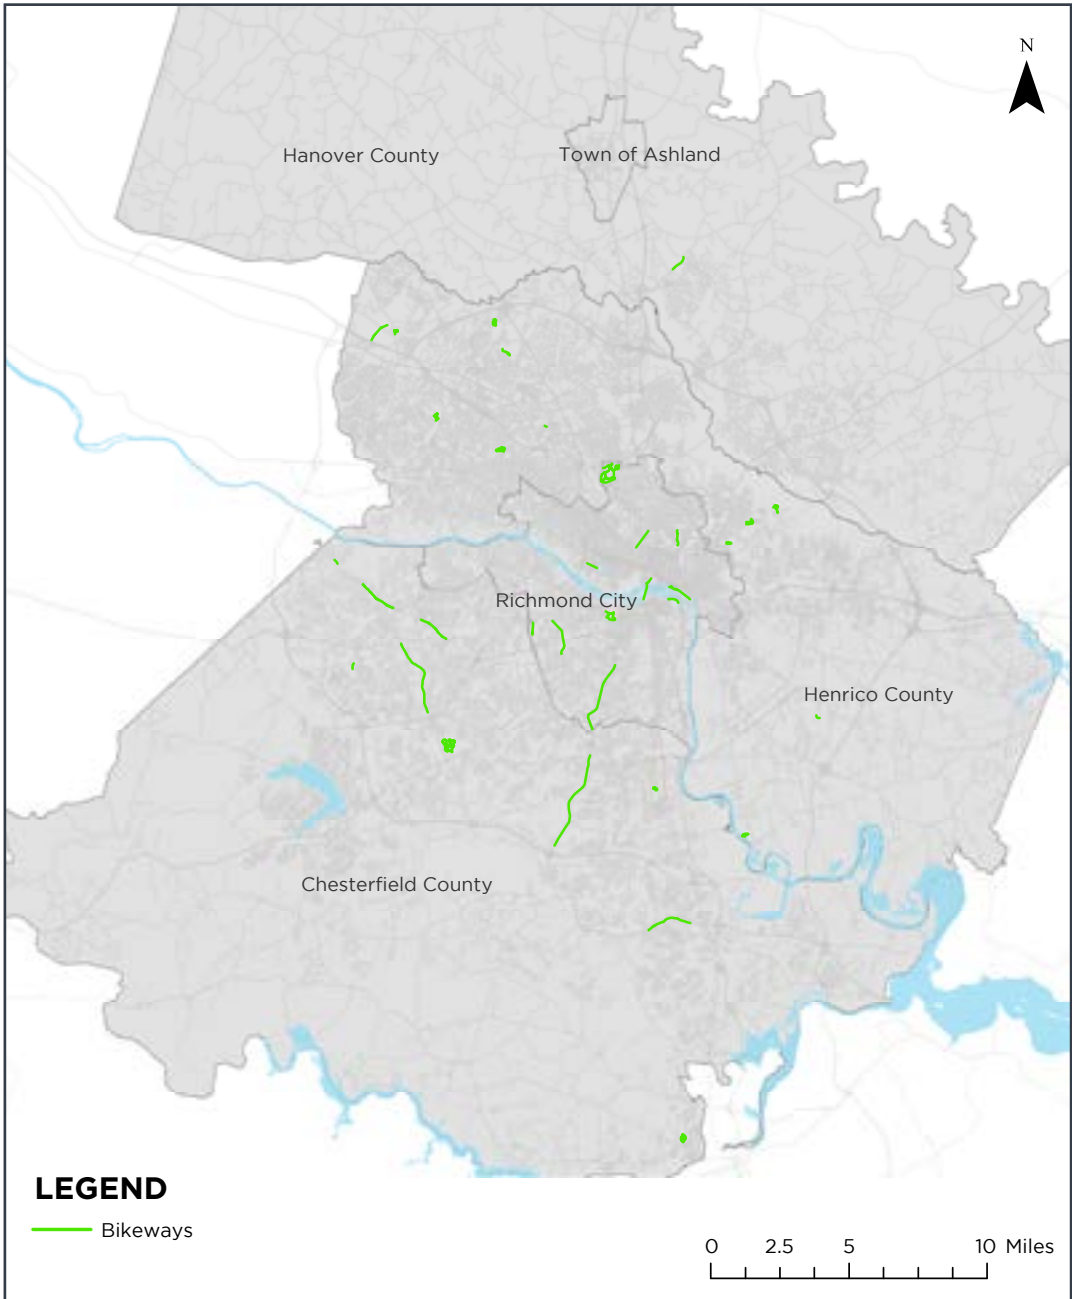 N
Hanover County
Town of Ashland
Richmond City
Henrico County
Chesterfield County
LEGEND
Bikeways
0 2.5 5 10 Miles